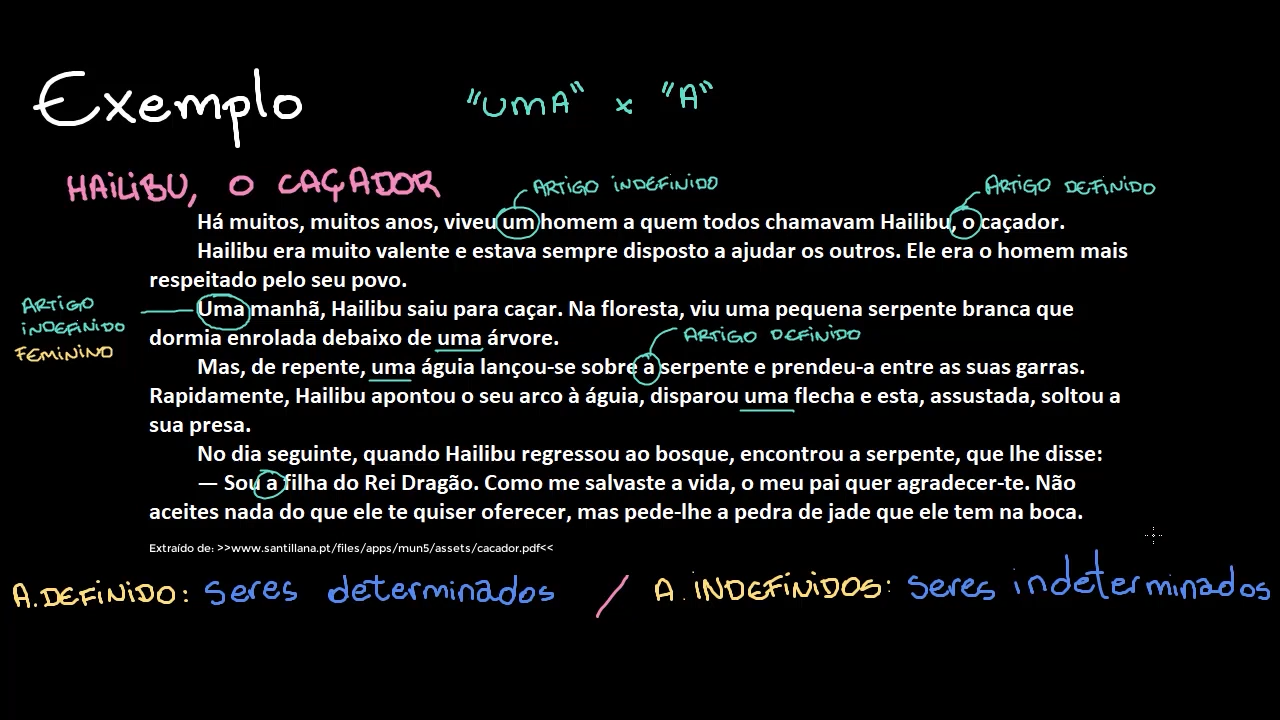 Exemplo
"UMA" x "A"
HAILIBU, O CAÇADOR
ARTIGO INDEFINIDO
ARTIGO DEFINIDO
Há muitos, muitos anos, viveu um homem a quem todos chamavam Hailibu, o caçador.
Hailibu era muito valente e estava sempre disposto a ajudar os outros. Ele era o homem mais
respeitado pelo seu povo.
ARTIGO
INDEFINIDO
FEMININO
Uma manhã, Hailibu saiu para caçar. Na floresta, viu uma pequena serpente branca que
dormia enrolada debaixo de uma árvore.
ARTIGO DEFINIDO
Mas, de repente, uma águia lançou-se sobre a serpente e prendeu-a entre as suas garras.
Rapidamente, Hailibu apontou o seu arco à águia, disparou uma flecha e esta, assustada, soltou a
sua presa.
No dia seguinte, quando Hailibu regressou ao bosque, encontrou a serpente, que lhe disse:
— Sou a filha do Rei Dragão. Como me salvaste a vida, o meu pai quer agradecer-te. Não
aceites nada do que ele te quiser oferecer, mas pede-lhe a pedra de jade que ele tem na boca.
Extraído de: >>www.santillana.pt/files/apps/mun5/assets/cacador.pdf<<
A.DEFINIDO: seres determinados / A.INDEFINIDOS: seres indeterminados